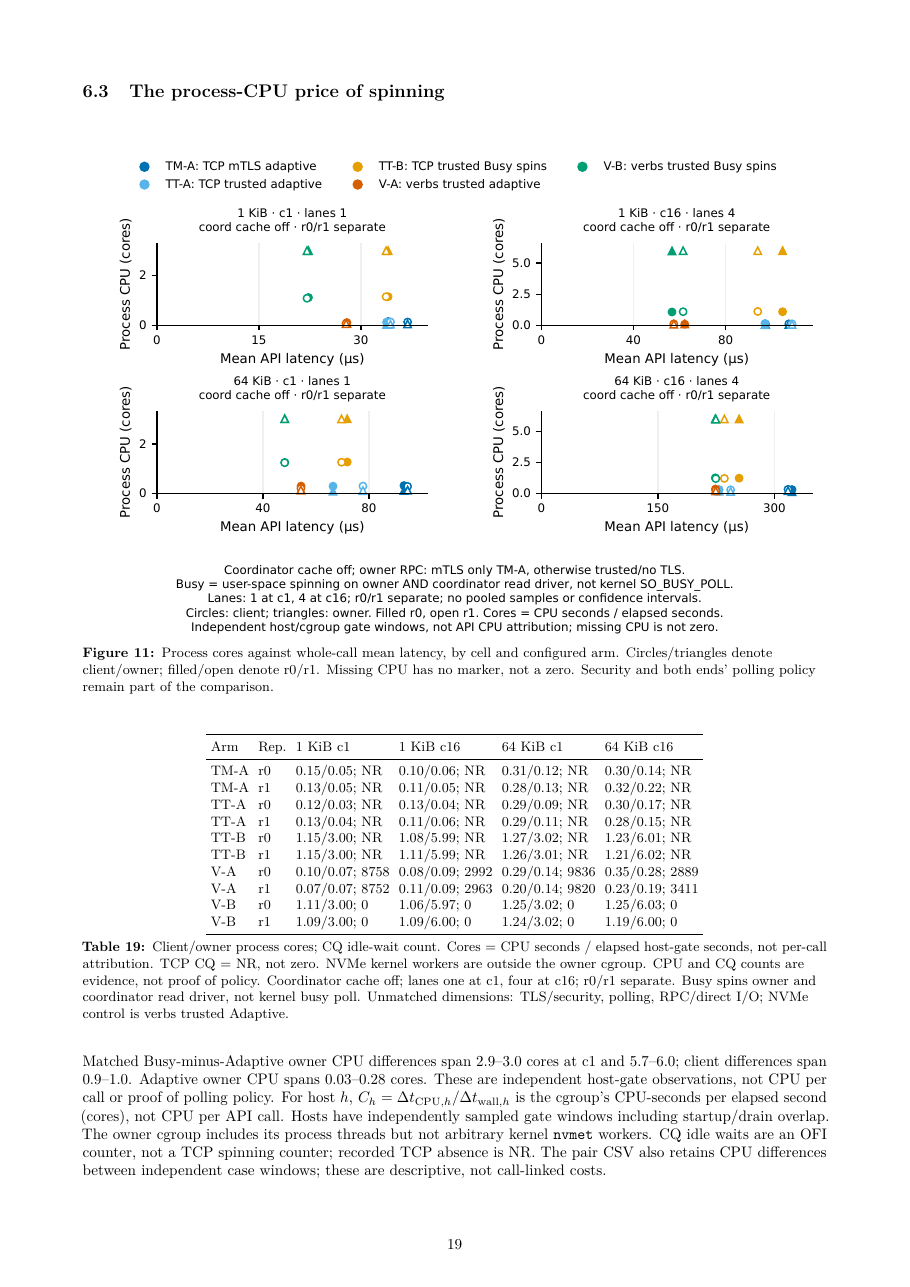 6.3 The process-CPU price of spinning
TM-A: TCP mTLS adaptive
TT-B: TCP trusted Busy spins
V-B: verbs trusted Busy spins
TT-A: TCP trusted adaptive
V-A: verbs trusted adaptive
1 KiB · c1 · lanes 1
coord cache off · r0/r1 separate
Process CPU (cores)
2
0
0 15 30
Mean API latency (µs)
1 KiB · c16 · lanes 4
coord cache off · r0/r1 separate
Process CPU (cores)
5.0
2.5
0.0
0 40 80
Mean API latency (µs)
64 KiB · c1 · lanes 1
coord cache off · r0/r1 separate
Process CPU (cores)
2
0
0 40 80
Mean API latency (µs)
64 KiB · c16 · lanes 4
coord cache off · r0/r1 separate
Process CPU (cores)
5.0
2.5
0.0
0 150 300
Mean API latency (µs)
Coordinator cache off; owner RPC: mTLS only TM-A, otherwise trusted/no TLS.
Busy = user-space spinning on owner AND coordinator read driver, not kernel SO_BUSY_POLL.
Lanes: 1 at c1, 4 at c16; r0/r1 separate; no pooled samples or confidence intervals.
Circles: client; triangles: owner. Filled r0, open r1. Cores = CPU seconds / elapsed seconds.
Independent host/cgroup gate windows, not API CPU attribution; missing CPU is not zero.
Figure 11: Process cores against whole-call mean latency, by cell and configured arm. Circles/triangles denote
client/owner; filled/open denote r0/r1. Missing CPU has no marker, not a zero. Security and both ends' polling policy
remain part of the comparison.
Arm Rep. 1 KiB c1 1 KiB c16 64 KiB c1 64 KiB c16
TM-A r0 0.15/0.05; NR 0.10/0.06; NR 0.31/0.12; NR 0.30/0.14; NR
TM-A r1 0.13/0.05; NR 0.11/0.05; NR 0.28/0.13; NR 0.32/0.22; NR
TT-A r0 0.12/0.03; NR 0.13/0.04; NR 0.29/0.09; NR 0.30/0.17; NR
TT-A r1 0.13/0.04; NR 0.11/0.06; NR 0.29/0.11; NR 0.28/0.15; NR
TT-B r0 1.15/3.00; NR 1.08/5.99; NR 1.27/3.02; NR 1.23/6.01; NR
TT-B r1 1.15/3.00; NR 1.11/5.99; NR 1.26/3.01; NR 1.21/6.02; NR
V-A r0 0.10/0.07; 8758 0.08/0.09; 2992 0.29/0.14; 9836 0.35/0.28; 2889
V-A r1 0.07/0.07; 8752 0.11/0.09; 2963 0.20/0.14; 9820 0.23/0.19; 3411
V-B r0 1.11/3.00; 0 1.06/5.97; 0 1.25/3.02; 0 1.25/6.03; 0
V-B r1 1.09/3.00; 0 1.09/6.00; 0 1.24/3.02; 0 1.19/6.00; 0
Table 19: Client/owner process cores; CQ idle-wait count. Cores = CPU seconds / elapsed host-gate seconds, not per-call
attribution. TCP CQ = NR, not zero. NVMe kernel workers are outside the owner cgroup. CPU and CQ counts are
evidence, not proof of policy. Coordinator cache off; lanes one at c1, four at c16; r0/r1 separate. Busy spins owner and
coordinator read driver, not kernel busy poll. Unmatched dimensions: TLS/security, polling, RPC/direct I/O; NVMe
control is verbs trusted Adaptive.
Matched Busy-minus-Adaptive owner CPU differences span 2.9–3.0 cores at c1 and 5.7–6.0; client differences span
0.9–1.0. Adaptive owner CPU spans 0.03–0.28 cores. These are independent host-gate observations, not CPU per
call or proof of polling policy. For host h, C_h = Δt_CPU,h/Δt_wall,h is the cgroup's CPU-seconds per elapsed second
(cores), not CPU per API call. Hosts have independently sampled gate windows including startup/drain overlap.
The owner cgroup includes its process threads but not arbitrary kernel nvmet workers. CQ idle waits are an OFI
counter, not a TCP spinning counter; recorded TCP absence is NR. The pair CSV also retains CPU differences
between independent case windows; these are descriptive, not call-linked costs.
19